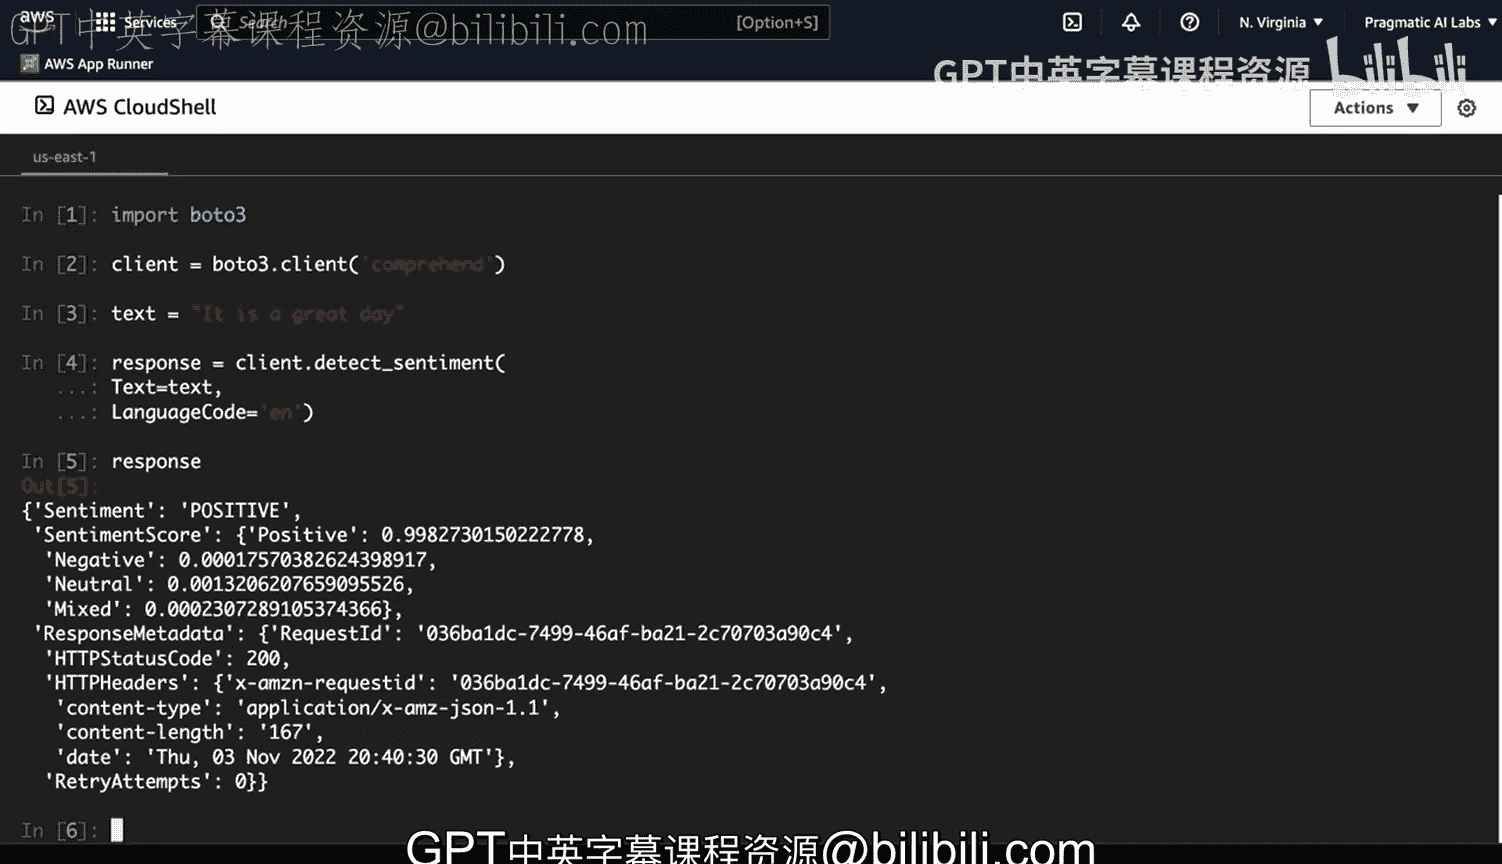 aws
Services
Search
[Option+S]
N. Virginia
Pragmatic AI Labs
GPT中英字幕课程资源@bilibili.com
AWS App Runner
GPT中英字幕课程资源 bilibili
AWS CloudShell
Actions
us-east-1
In [1]: import boto3
In [2]: client = boto3.client('comprehend')
In [3]: text = "It is a great day"
In [4]: response = client.detect_sentiment(
...: Text=text,
...: LanguageCode='en')
In [5]: response
Out[5]:
{'Sentiment': 'POSITIVE',
'SentimentScore': {'Positive': 0.9982730150222778,
'Negative': 0.00017570382624398917,
'Neutral': 0.0013206207659095526,
'Mixed': 0.0002307289105374366},
'ResponseMetadata': {'RequestId': '036ba1dc-7499-46af-ba21-2c70703a90c4',
'HTTPStatusCode': 200,
'HTTPHeaders': {'x-amzn-requestid': '036ba1dc-7499-46af-ba21-2c70703a90c4',
'content-type': 'application/x-amz-json-1.1',
'content-length': '167',
'date': 'Thu, 03 Nov 2022 20:40:30 GMT'},
'RetryAttempts': 0}}
In [6]:
GPT中英字幕课程资源@bilibili.com